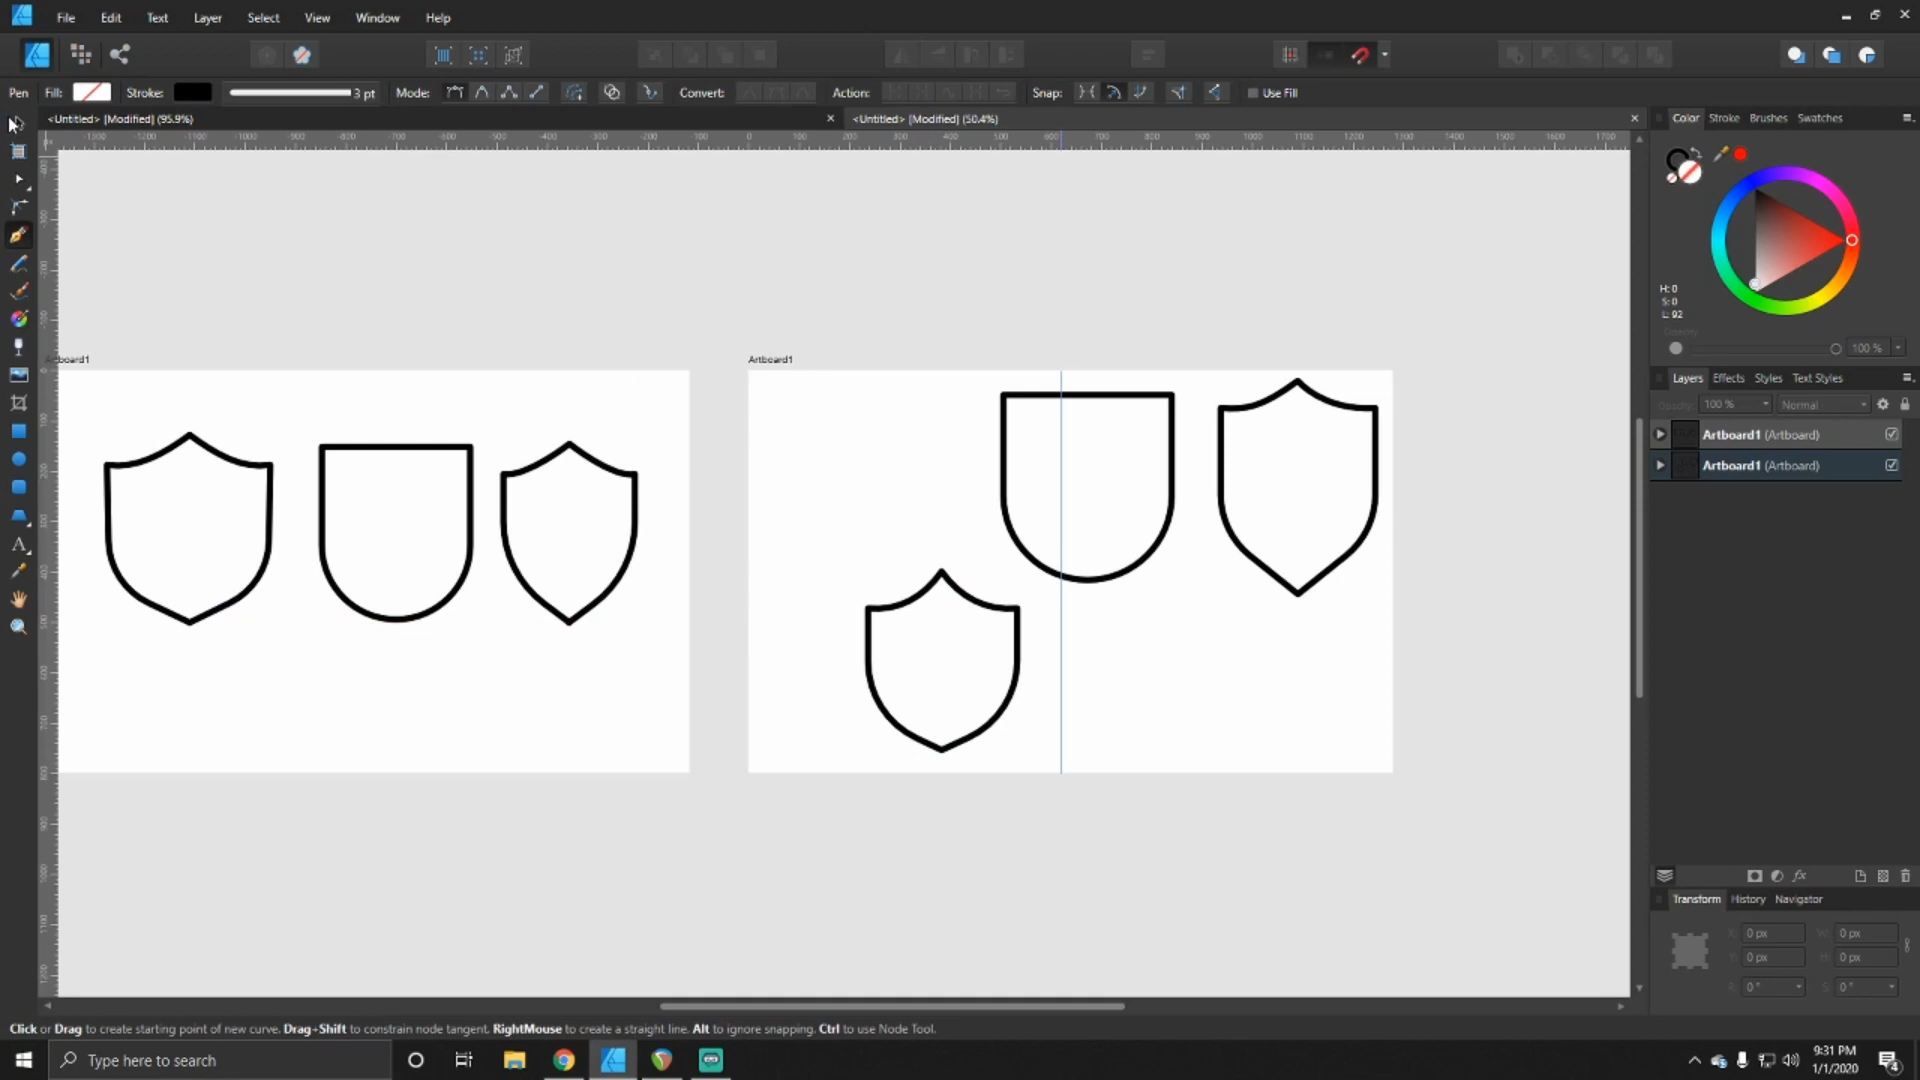 File Edit Text Layer Select View Window Help
Pen Fill: Stroke: 3 pt Mode: Convert: Action: Snap: Use Fill
<Untitled> [Modified] (95.9%)
<Untitled> [Modified] (50.4%)
Color Stroke Brushes Swatches
H: 0
S: 0
L: 92
100 %
Artboard1
Artboard1
Layers Effects Styles Text Styles
Opacity: 100 % Normal
Artboard1 (Artboard)
Artboard1 (Artboard)
Transform History Navigator
X: 0 px W: 0 px
Y: 0 px H: 0 px
R: 0 ° S: 0 °
Click or Drag to create starting point of new curve. Drag+Shift to constrain node tangent. RightMouse to create a straight line. Alt to ignore snapping. Ctrl to use Node Tool.
Type here to search
9:31 PM
1/1/2020
4